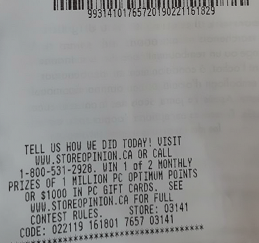 99314101765720190221161829
TELL US HOW WE DID TODAY! VISIT
WWW.STOREOPINION.CA OR CALL
1-800-531-2928. WIN 1 of 2 MONTHLY
PRIZES OF 1 MILLION PC OPTIMUM POINTS
OR $1000 IN PC GIFT CARDS. SEE
WWW.STOREOPINION.CA FOR FULL
CONTEST RULES. STORE: 03141
CODE: 022119 161801 7657 03141
************************************